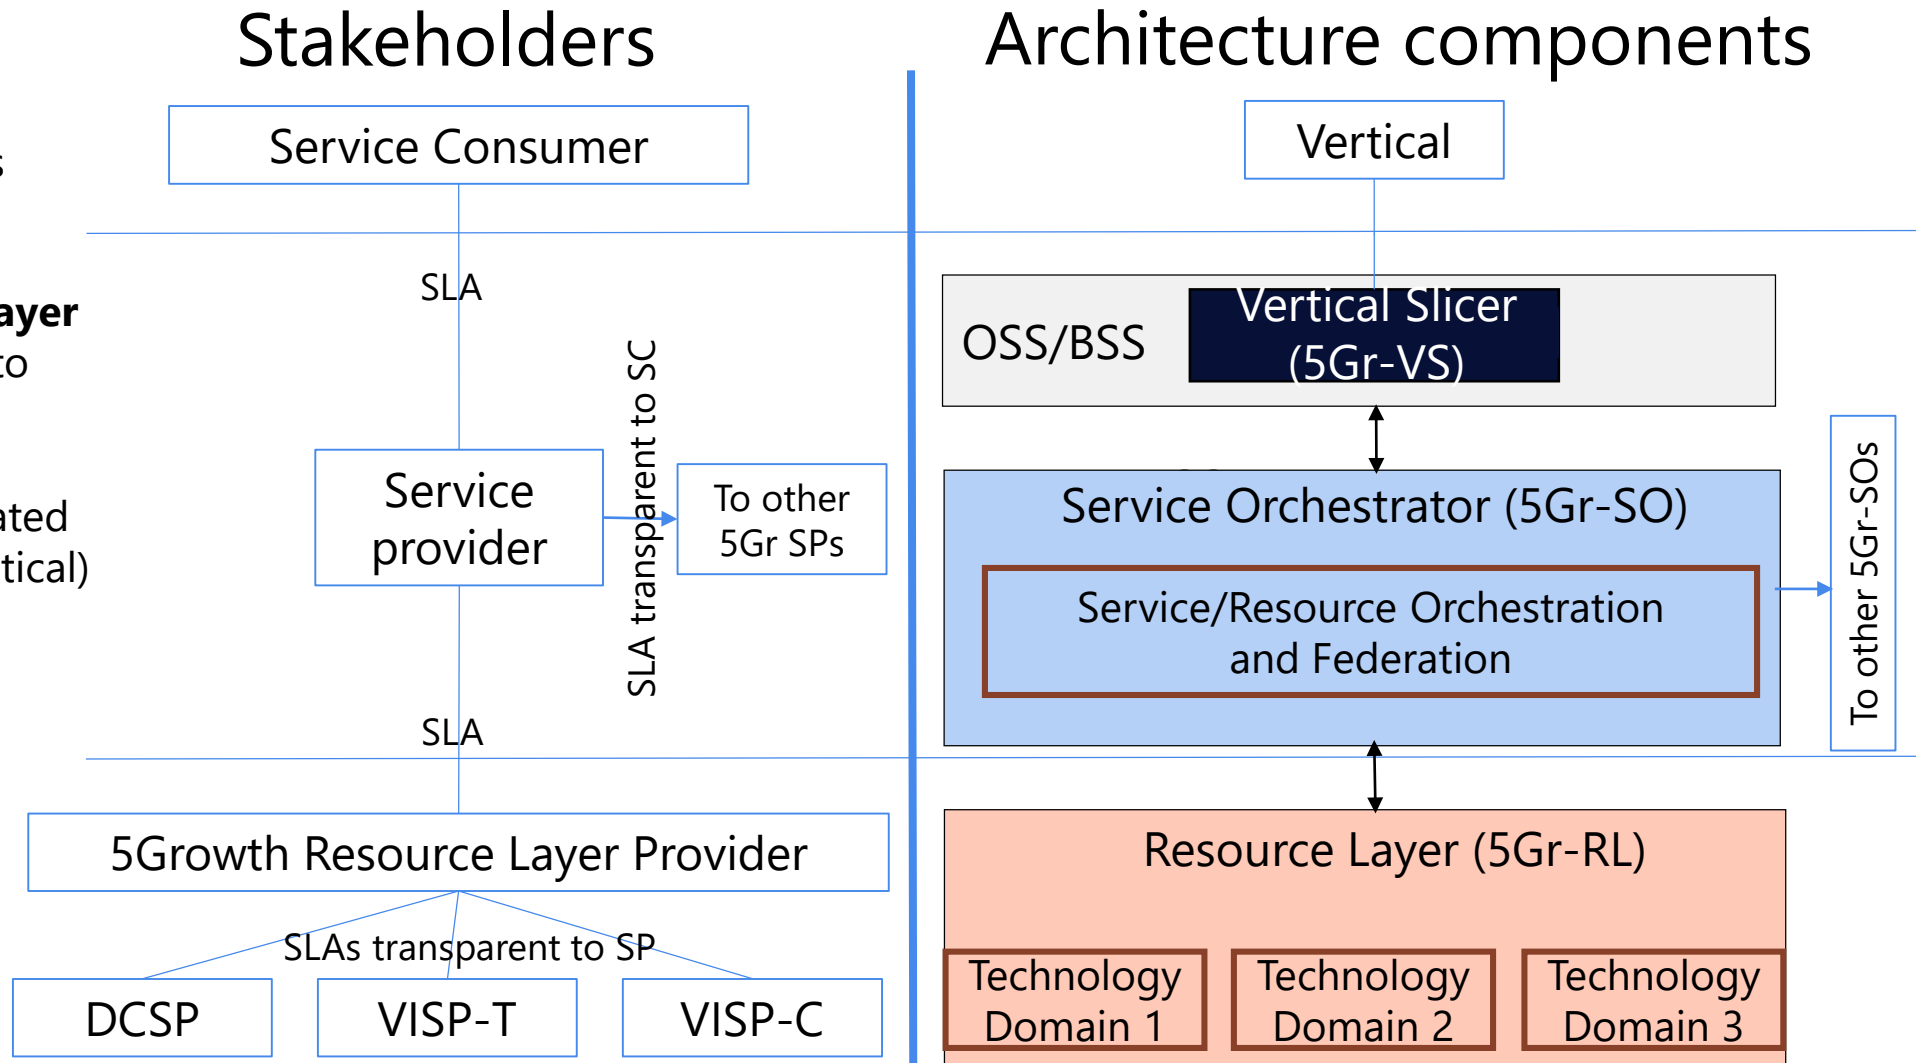 Stakeholders
Architecture components
s
ayer
to
ated
tical)
Service Consumer
SLA
Service
provider
SLA transparent to SC
To other
5Gr SPs
SLA
5Growth Resource Layer Provider
SLAs transparent to SP
DCSP
VISP-T
VISP-C
Vertical
OSS/BSS
Vertical Slicer
(5Gr-VS)
Service Orchestrator (5Gr-SO)
Service/Resource Orchestration
and Federation
To other 5Gr-SOs
Resource Layer (5Gr-RL)
Technology
Domain 1
Technology
Domain 2
Technology
Domain 3